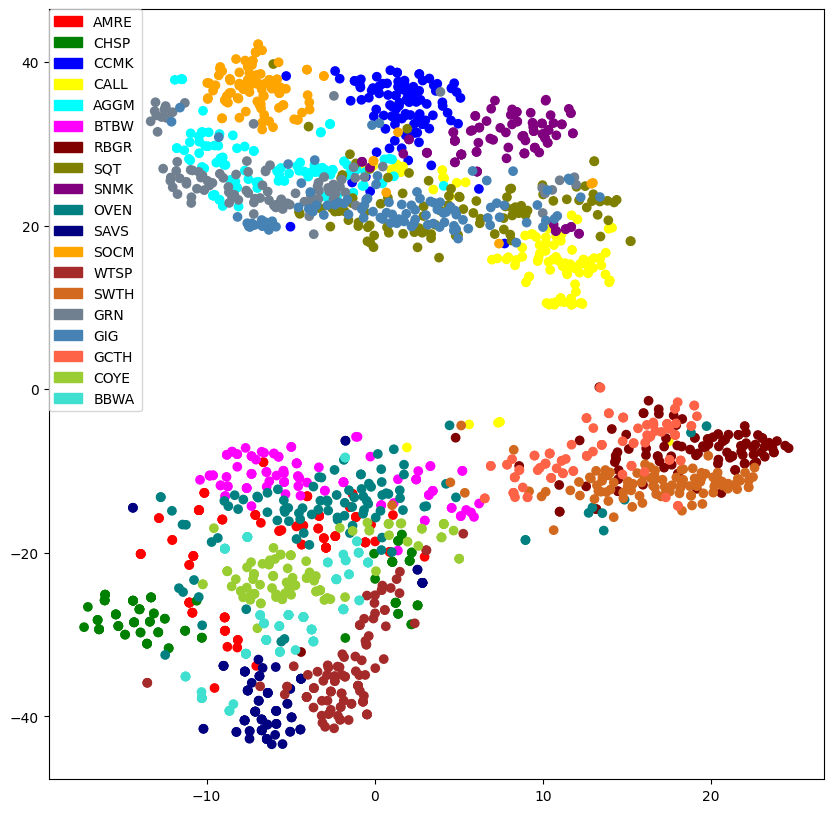 AMRE
CHSP
CCMK
CALL
AGGM
BTBW
RBGR
SQT
SNMK
OVEN
SAVS
SOCM
WTSP
SWTH
GRN
GIG
GCTH
COYE
BBWA
40
20
0
−20
−40
−10 0 10 20